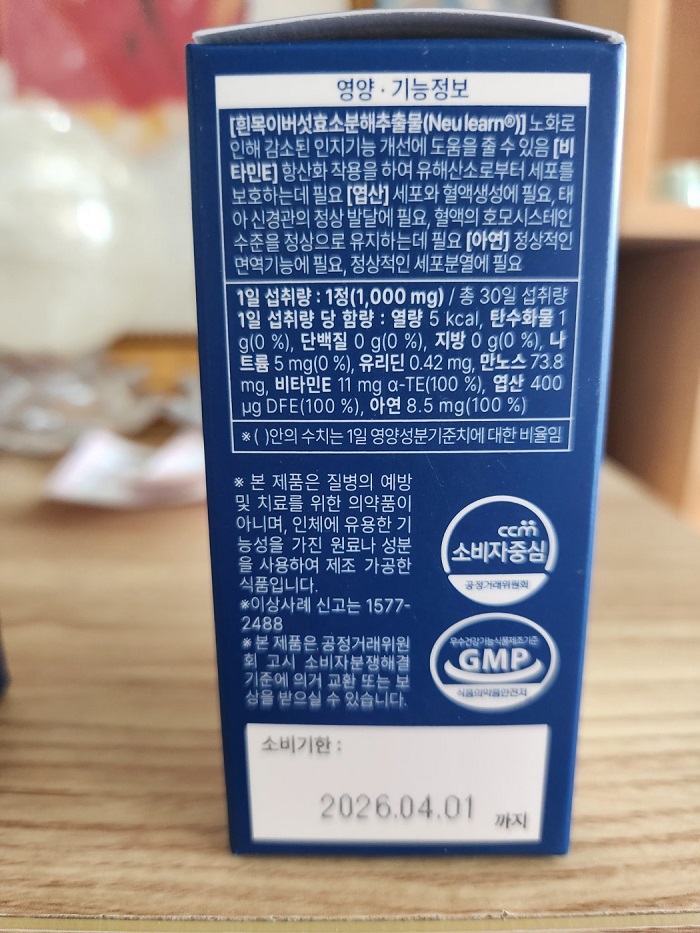 영양 · 기능정보
[흰목이버섯효소분해추출물(Neulearn®)] 노화로
인해 감소된 인지기능 개선에 도움을 줄 수 있음 [비
타민E] 항산화 작용을 하여 유해산소로부터 세포를
보호하는데 필요 [엽산] 세포와 혈액생성에 필요, 태
아 신경관의 정상 발달에 필요, 혈액의 호모시스테인
수준을 정상으로 유지하는데 필요 [아연] 정상적인
면역기능에 필요, 정상적인 세포분열에 필요
1일 섭취량 : 1정(1,000 mg) / 총 30일 섭취량
1일 섭취량 당 함량 : 열량 5 kcal, 탄수화물 1
g(0 %), 단백질 0 g(0 %), 지방 0 g(0 %), 나
트륨 5 mg(0 %), 유리딘 0.42 mg, 만노스 73.8
mg, 비타민E 11 mg α-TE(100 %), 엽산 400
μg DFE(100 %), 아연 8.5 mg(100 %)
※( )안의 수치는 1일 영양성분기준치에 대한 비율임
※ 본 제품은 질병의 예방
및 치료를 위한 의약품이
아니며, 인체에 유용한 기
능성을 가진 원료나 성분
을 사용하여 제조 가공한
식품입니다.
※이상사례 신고는 1577-
2488
※ 본 제품은 공정거래위원
회 고시 소비자분쟁해결
기준에 의거 교환 또는 보
상을 받으실 수 있습니다.
ccm
소비자중심
공정거래위원회
우수건강기능식품제조기준
GMP
식품의약품안전처
소비기한 :
2026.04.01 까지